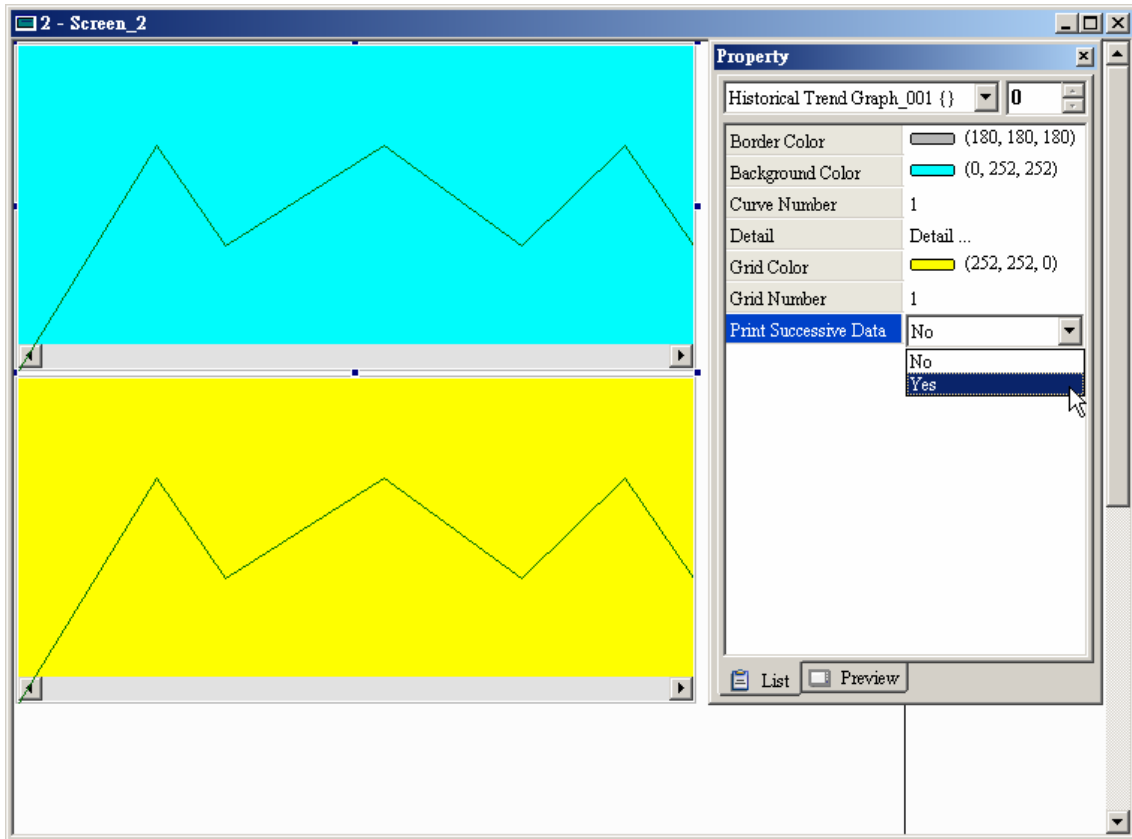 2 - Screen_2
Property
Historical Trend Graph_001 {} 0
Border Color (180, 180, 180)
Background Color (0, 252, 252)
Curve Number 1
Detail Detail ...
Grid Color (252, 252, 0)
Grid Number 1
Print Successive Data No
No
Yes
List Preview